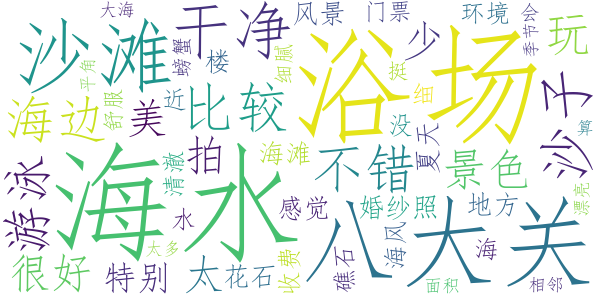 大海
沙滩
干净
风景
门票
环境
季节会
玩
螃蟹
楼
平角
舒服
近
细腻
浴场
挺
少
细
海边
美
比较
没
夏天
沙子
算
游泳
海水
清澈
拍
海滩
不错
景色
漂亮
水
感觉
婚纱照
地方
八大关
太多
很好
特别
太
花石
收费
礁石
海风
海
面积
相邻